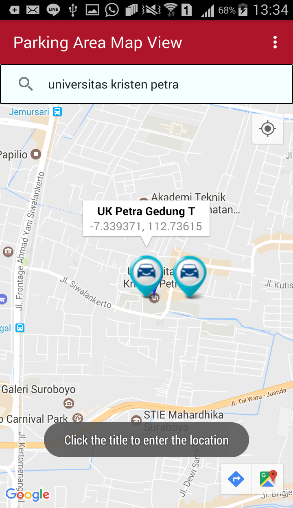 68% 13:34
Parking Area Map View
universitas kristen petra
Jemursari
Papilio
Akademi Teknik
UK Petra Gedung T
-7.339371, 112.73615
Jl. Frontage Ahmad Yani Siwalankerto
Jl. Siwalankerto
Jl. Kutis
Galeri Suroboyo
Carnival Park
STIE Mahardhika
Surabaya
Click the title to enter the location
Google